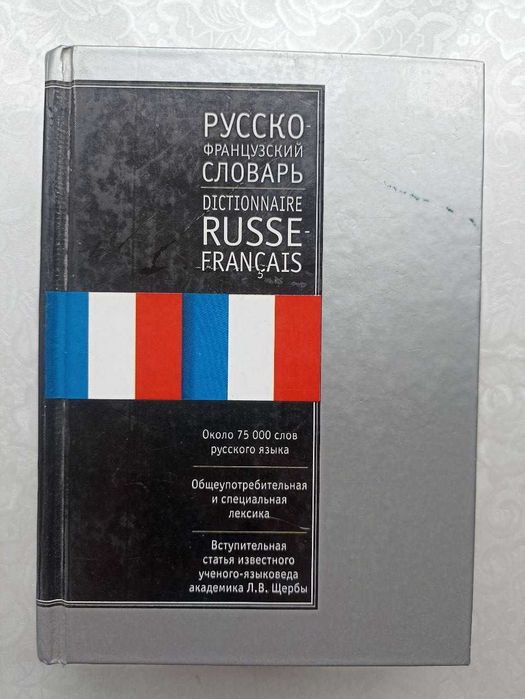 РУССКО-
ФРАНЦУЗСКИЙ
СЛОВАРЬ
DICTIONNAIRE
RUSSE-
FRANÇAIS
Около 75 000 слов
русского языка
Общеупотребительная
и специальная
лексика
Вступительная
статья известного
ученого-языковеда
академика Л.В. Щербы